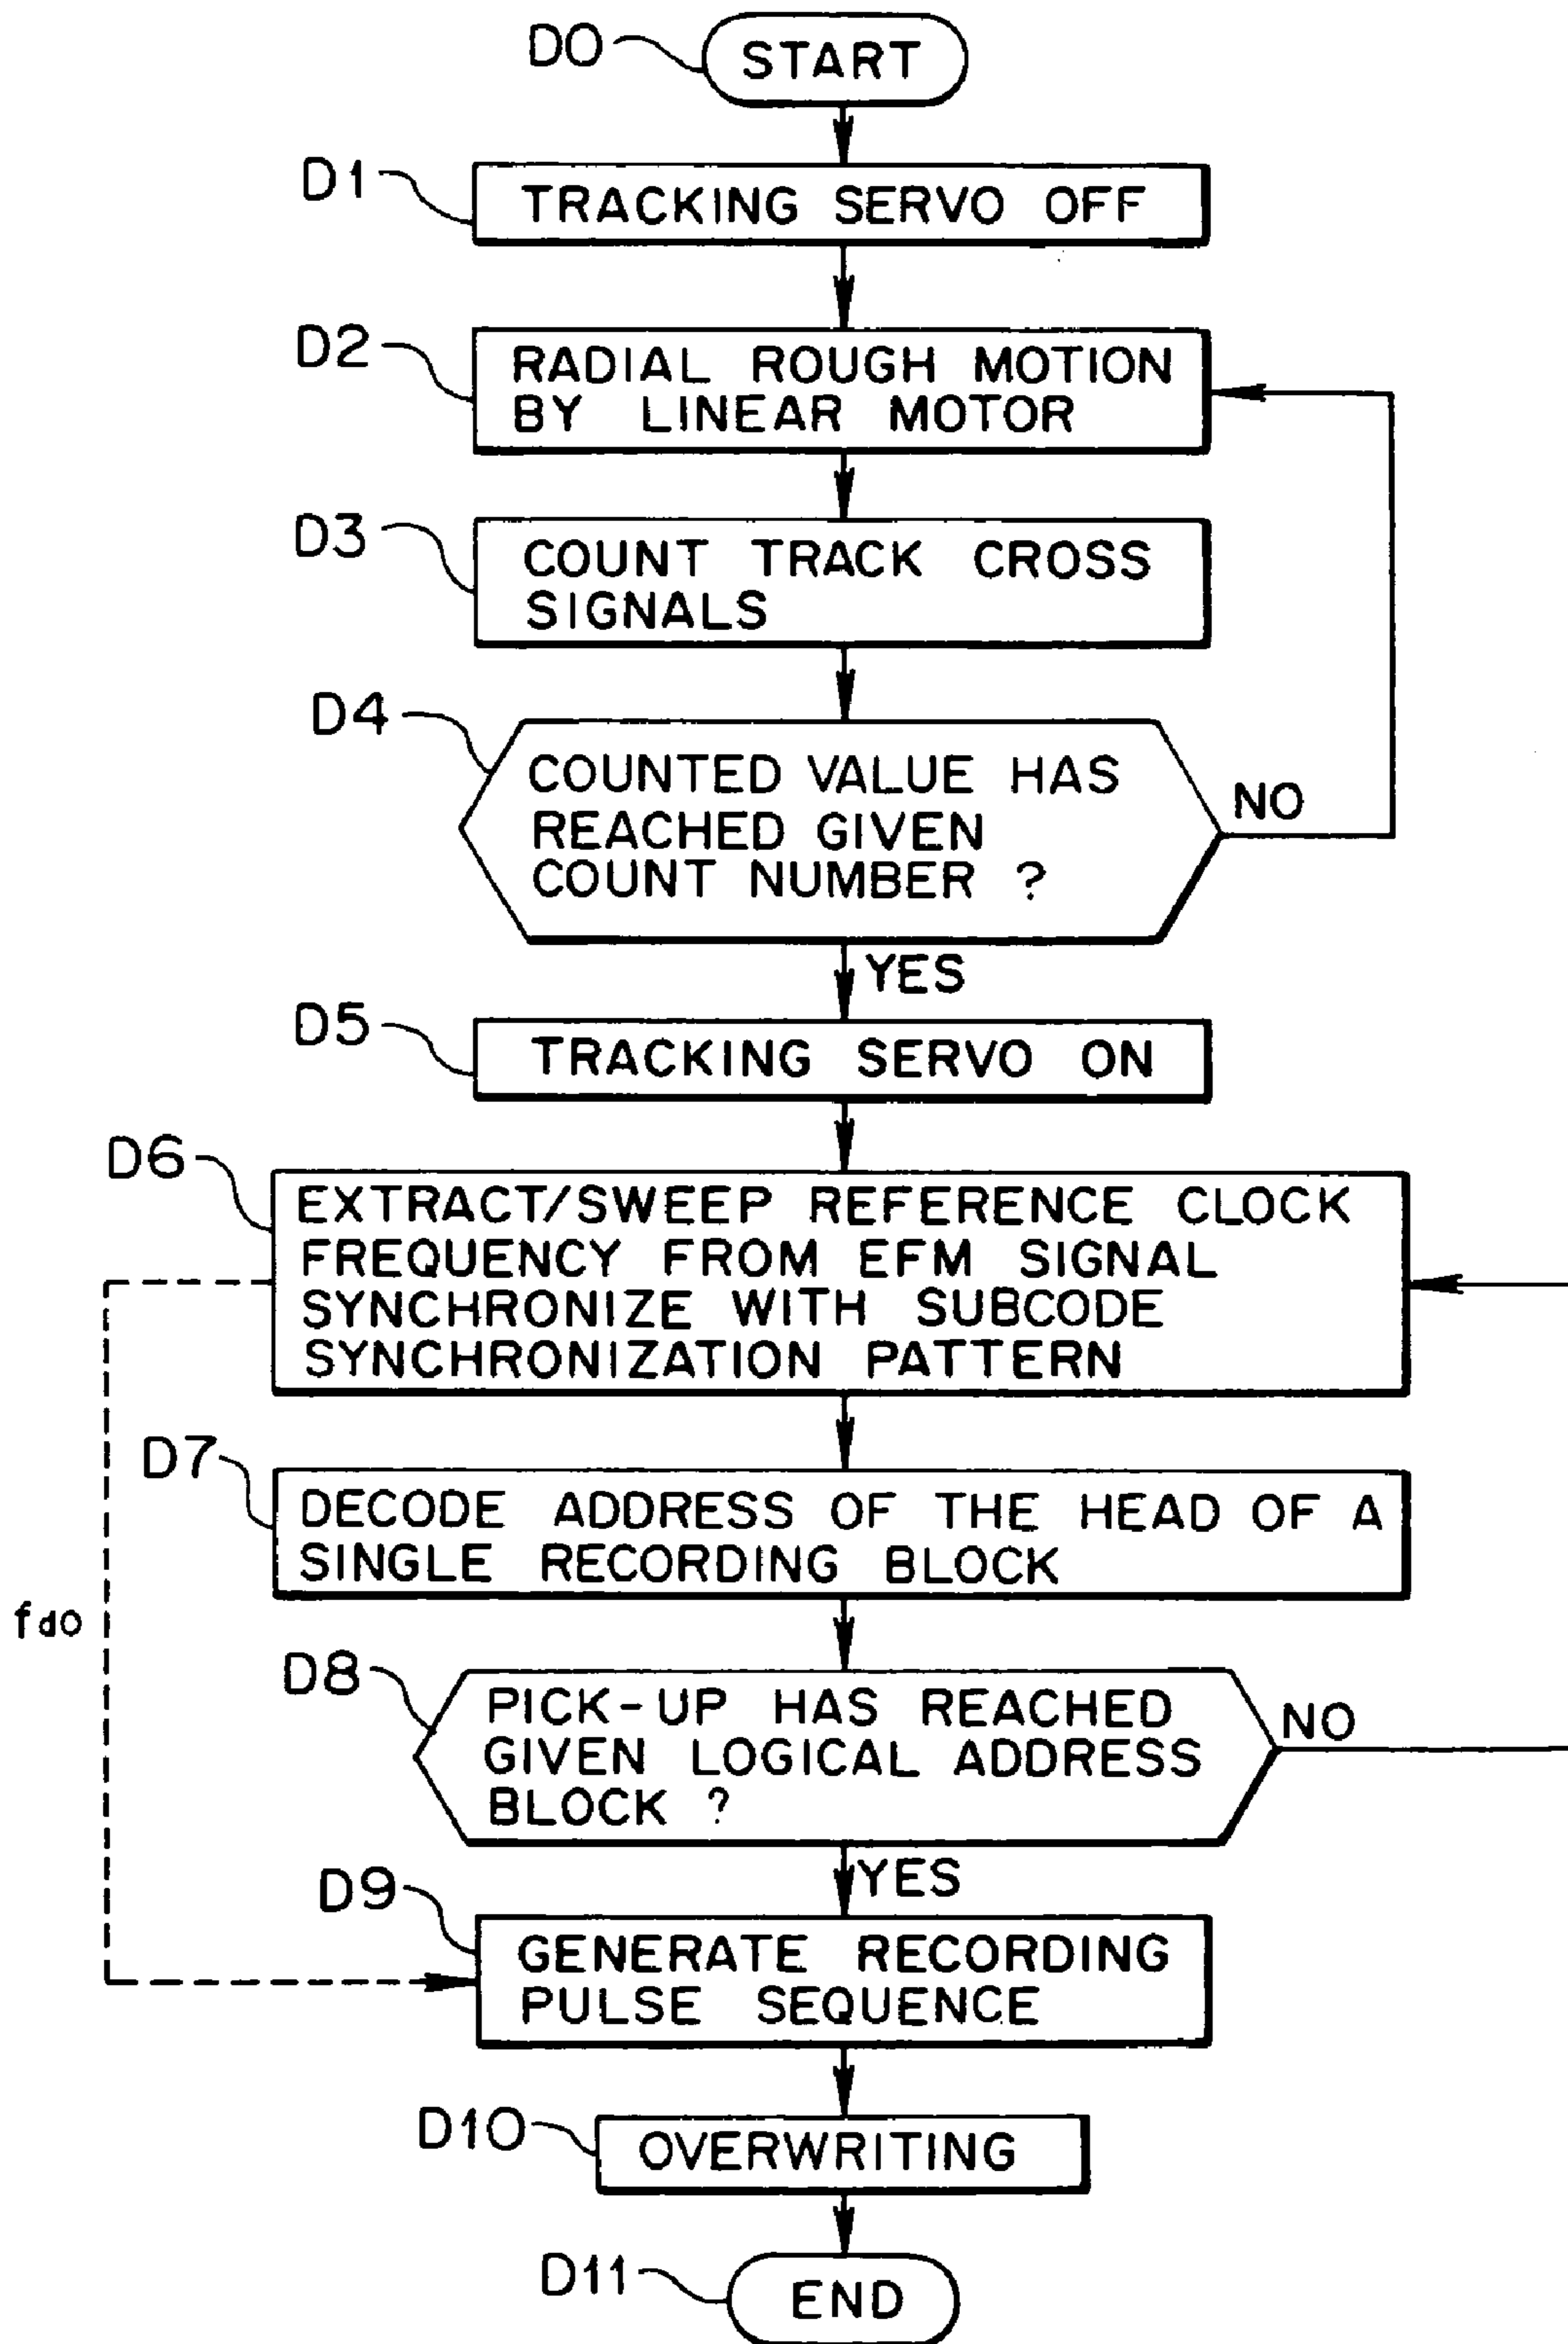 D0
START
D1
TRACKING SERVO OFF
D2
RADIAL ROUGH MOTION
BY LINEAR MOTOR
D3
COUNT TRACK CROSS
SIGNALS
D4
COUNTED VALUE HAS
REACHED GIVEN
COUNT NUMBER ?
NO
YES
D5
TRACKING SERVO ON
D6
EXTRACT/SWEEP REFERENCE CLOCK
FREQUENCY FROM EFM SIGNAL
SYNCHRONIZE WITH SUBCODE
SYNCHRONIZATION PATTERN
D7
DECODE ADDRESS OF THE HEAD OF A
SINGLE RECORDING BLOCK
fdo
D8
PICK-UP HAS REACHED
GIVEN LOGICAL ADDRESS
BLOCK ?
NO
YES
D9
GENERATE RECORDING
PULSE SEQUENCE
D10
OVERWRITING
D11
END